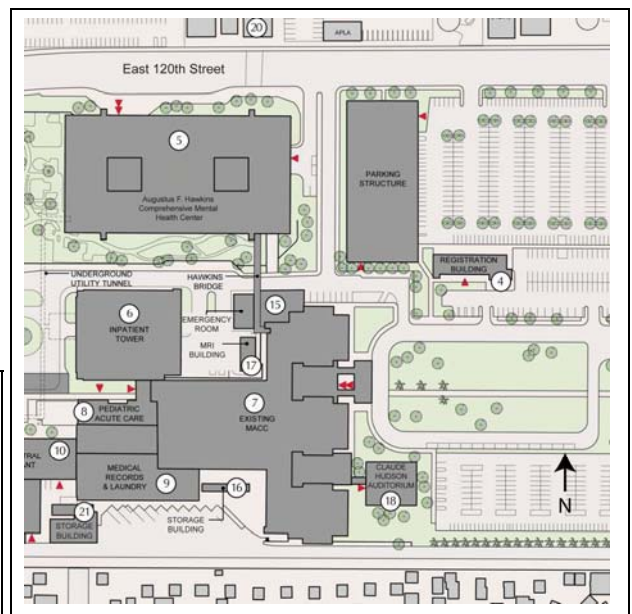 20
APLA
East 120th Street
5
Augustus F. Hawkins
Comprehensive Mental
Health Center
PARKING
STRUCTURE
REGISTRATION
BUILDING
4
UNDERGROUND
UTILITY TUNNEL
HAWKINS
BRIDGE
6
INPATIENT
TOWER
15
EMERGENCY
ROOM
MRI
BUILDING
17
7
EXISTING
MACC
8
PEDIATRIC
ACUTE CARE
10
TRAL
ANT
MEDICAL
RECORDS
& LAUNDRY
9
16
CLAUDE
HUDSON
AUDITORIUM
18
N
21
STORAGE
BUILDING
STORAGE
BUILDING